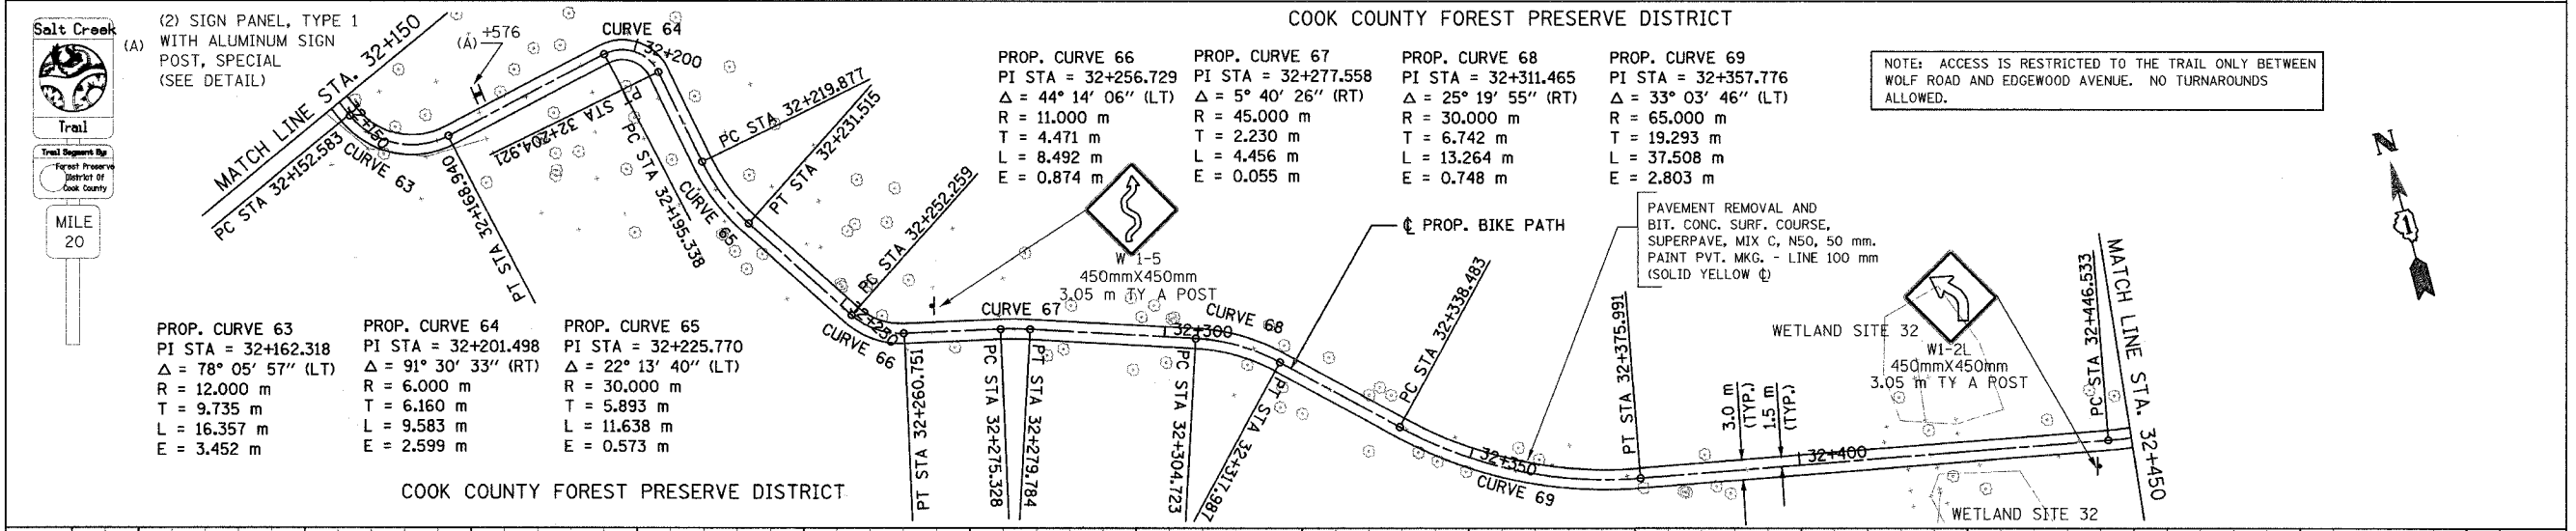 COOK COUNTY FOREST PRESERVE DISTRICT
Salt Creek
Trail
Trail Segment By
Forest Preserve
District Of
Cook County
MILE
20
(A)
(2) SIGN PANEL, TYPE 1
WITH ALUMINUM SIGN
POST, SPECIAL
(SEE DETAIL)
MATCH LINE STA. 32+150
PC STA 32+152.583
32+150
CURVE 63
(A)
+576
PT STA 32+168.940
CURVE 64
32+200
PT STA 32+204.921
PC STA 32+195.338
PC STA 32+219.877
CURVE 65
PT STA 32+231.515
PC STA 32+252.259
32+250
CURVE 66
PROP. CURVE 66
PI STA = 32+256.729
Δ = 44° 14' 06'' (LT)
R = 11.000 m
T = 4.471 m
L = 8.492 m
E = 0.874 m
PROP. CURVE 67
PI STA = 32+277.558
Δ = 5° 40' 26'' (RT)
R = 45.000 m
T = 2.230 m
L = 4.456 m
E = 0.055 m
PROP. CURVE 68
PI STA = 32+311.465
Δ = 25° 19' 55'' (RT)
R = 30.000 m
T = 6.742 m
L = 13.264 m
E = 0.748 m
PROP. CURVE 69
PI STA = 32+357.776
Δ = 33° 03' 46'' (LT)
R = 65.000 m
T = 19.293 m
L = 37.508 m
E = 2.803 m
NOTE: ACCESS IS RESTRICTED TO THE TRAIL ONLY BETWEEN
WOLF ROAD AND EDGEWOOD AVENUE. NO TURNAROUNDS
ALLOWED.
N
1
W 1-5
450mmX450mm
3.05 m TY A POST
℄ PROP. BIKE PATH
PAVEMENT REMOVAL AND
BIT. CONC. SURF. COURSE,
SUPERPAVE, MIX C, N50, 50 mm.
PAINT PVT. MKG. - LINE 100 mm
(SOLID YELLOW ℄)
PROP. CURVE 63
PI STA = 32+162.318
Δ = 78° 05' 57'' (LT)
R = 12.000 m
T = 9.735 m
L = 16.357 m
E = 3.452 m
PROP. CURVE 64
PI STA = 32+201.498
Δ = 91° 30' 33'' (RT)
R = 6.000 m
T = 6.160 m
L = 9.583 m
E = 2.599 m
PROP. CURVE 65
PI STA = 32+225.770
Δ = 22° 13' 40'' (LT)
R = 30.000 m
T = 5.893 m
L = 11.638 m
E = 0.573 m
PT STA 32+260.751
CURVE 67
PC STA 32+275.328
PT STA 32+279.784
32+300
CURVE 68
PC STA 32+304.723
PT STA 32+317.987
PC STA 32+338.483
32+350
CURVE 69
PT STA 32+375.991
3.0 m
(TYP.)
1.5 m
(TYP.)
32+400
WETLAND SITE 32
W1-2L
450mmX450mm
3.05 m TY A POST
PC STA 32+446.533
MATCH LINE STA. 32+450
WETLAND SITE 32
COOK COUNTY FOREST PRESERVE DISTRICT